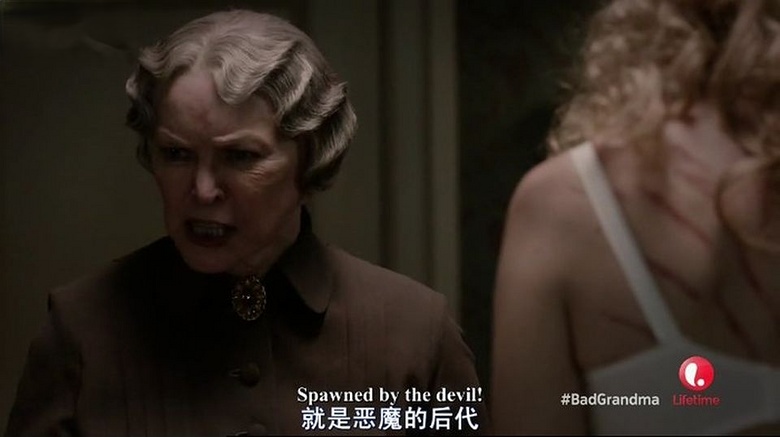 Spawned by the devil!
就是恶魔的后代
#BadGrandma
Lifetime